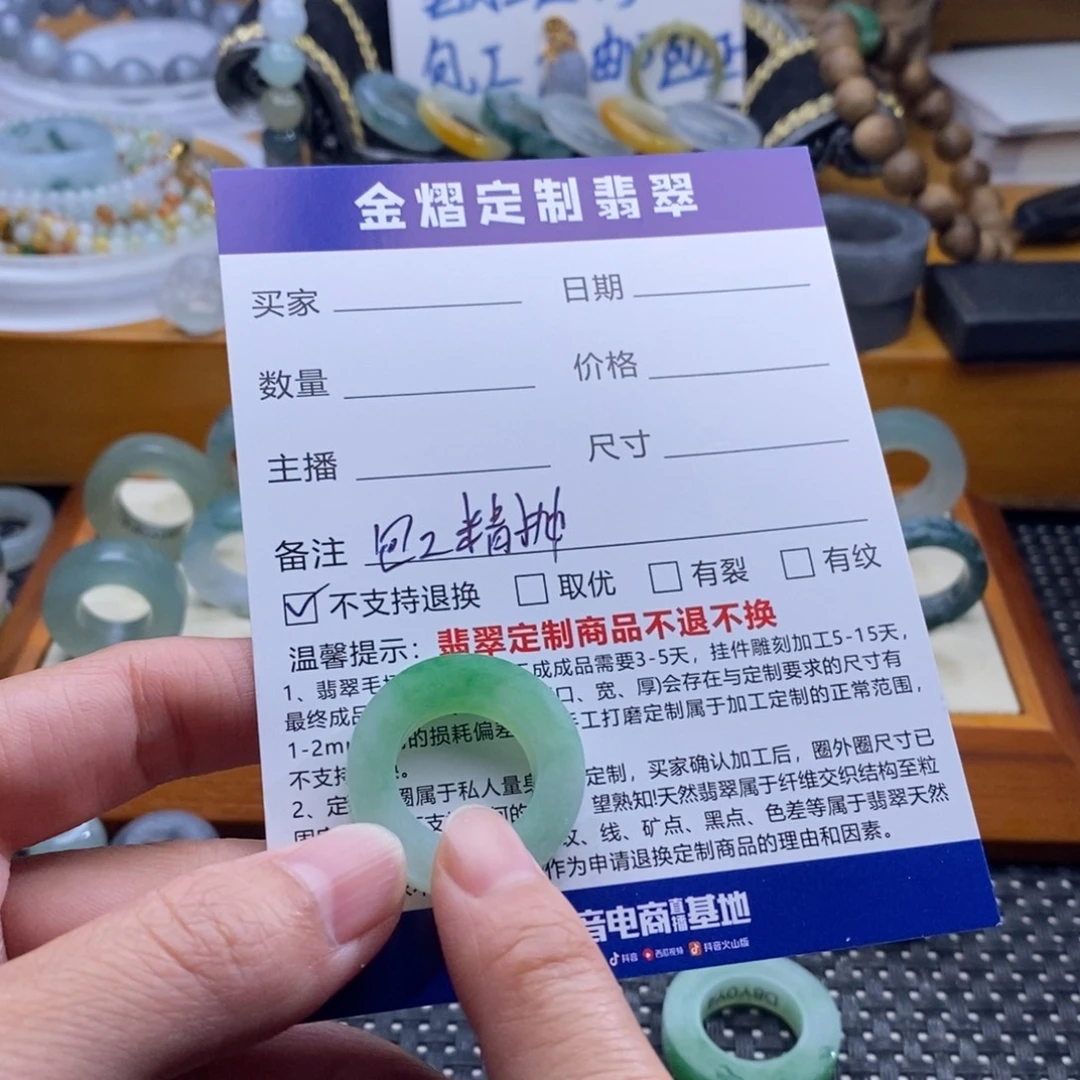 包工 邮 包证
金熠定制翡翠
买家 日期
数量 价格
主播 尺寸
备注 包工精抛
不支持退换 取优 有裂 有纹
温馨提示：翡翠定制商品不退不换
1、翡翠毛 成成品需要3-5天，挂件雕刻加工5-15天，
最终成品 口、宽、厚)会存在与定制要求的尺寸有
1-2m 的损耗偏差 工打磨定制属于加工定制的正常范围，
不支持 。
定制，买家确认加工后，圈外圈尺寸已
2、定 圈属于私人量身 望熟知!天然翡翠属于纤维交织结构至粒
纹、线、矿点、黑点、色差等属于翡翠天然
作为申请退换定制商品的理由和因素。
音电商直播基地
抖音 西瓜视频 抖音火山版